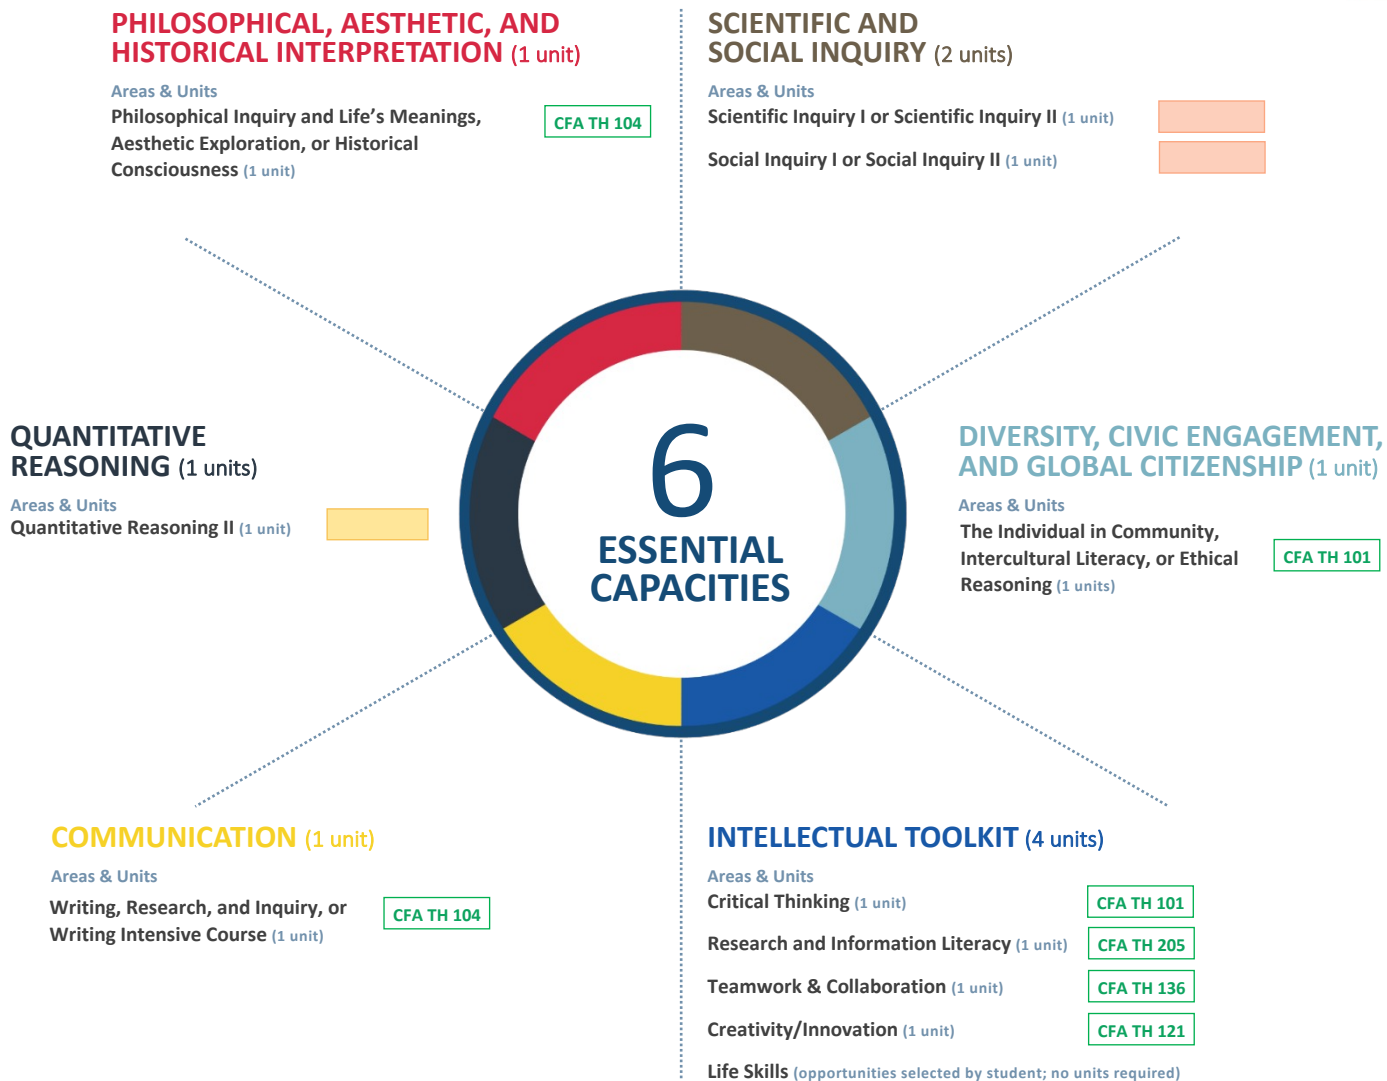 PHILOSOPHICAL, AESTHETIC, AND
HISTORICAL INTERPRETATION (1 unit)
Areas & Units
Philosophical Inquiry and Life's Meanings,
Aesthetic Exploration, or Historical
Consciousness (1 unit)
CFA TH 104
SCIENTIFIC AND
SOCIAL INQUIRY (2 units)
Areas & Units
Scientific Inquiry I or Scientific Inquiry II (1 unit)
Social Inquiry I or Social Inquiry II (1 unit)
QUANTITATIVE
REASONING (1 units)
Areas & Units
Quantitative Reasoning II (1 unit)
6
ESSENTIAL
CAPACITIES
DIVERSITY, CIVIC ENGAGEMENT,
AND GLOBAL CITIZENSHIP (1 unit)
Areas & Units
The Individual in Community,
Intercultural Literacy, or Ethical
Reasoning (1 units)
CFA TH 101
COMMUNICATION (1 unit)
Areas & Units
Writing, Research, and Inquiry, or
Writing Intensive Course (1 unit)
CFA TH 104
INTELLECTUAL TOOLKIT (4 units)
Areas & Units
Critical Thinking (1 unit) CFA TH 101
Research and Information Literacy (1 unit) CFA TH 205
Teamwork & Collaboration (1 unit) CFA TH 136
Creativity/Innovation (1 unit) CFA TH 121
Life Skills (opportunities selected by student; no units required)